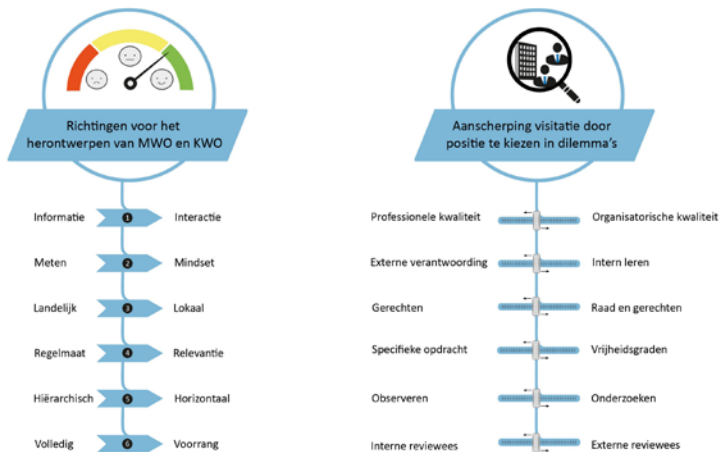 Richtingen voor het
herontwerpen van MWO en KWO
Informatie 1 Interactie
Meten 2 Mindset
Landelijk 3 Lokaal
Regelmaat 4 Relevantie
Hiërarchisch 5 Horizontaal
Volledig 6 Voorrang
Aanscherping visitatie door
positie te kiezen in dilemma's
Professionele kwaliteit Organisatorische kwaliteit
Externe verantwoording Intern leren
Gerechten Raad en gerechten
Specifieke opdracht Vrijheidsgraden
Observeren Onderzoeken
Interne reviewees Externe reviewees